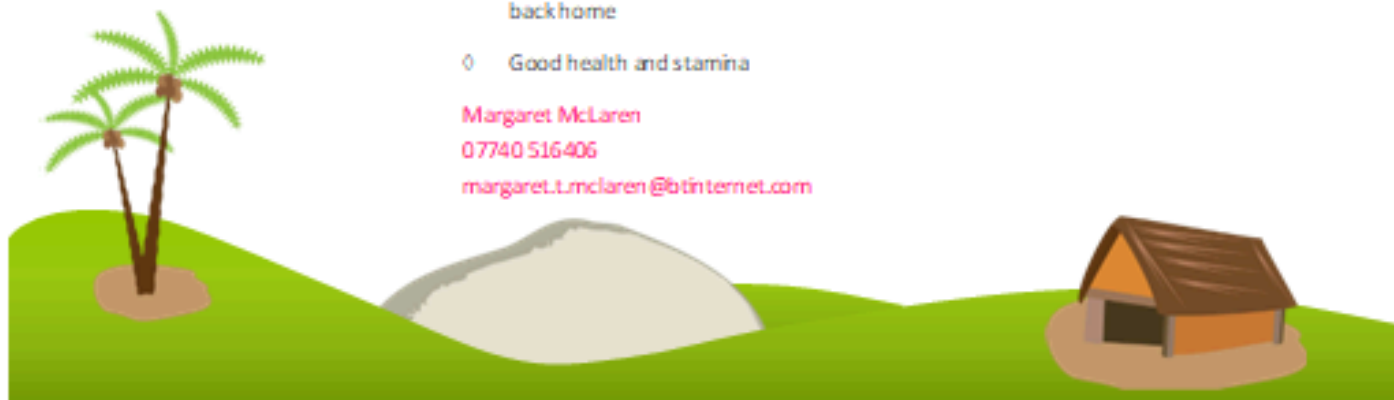 back home
◊ Good health and stamina
Margaret McLaren
07740 516406
margaret.t.mclaren@btinternet.com